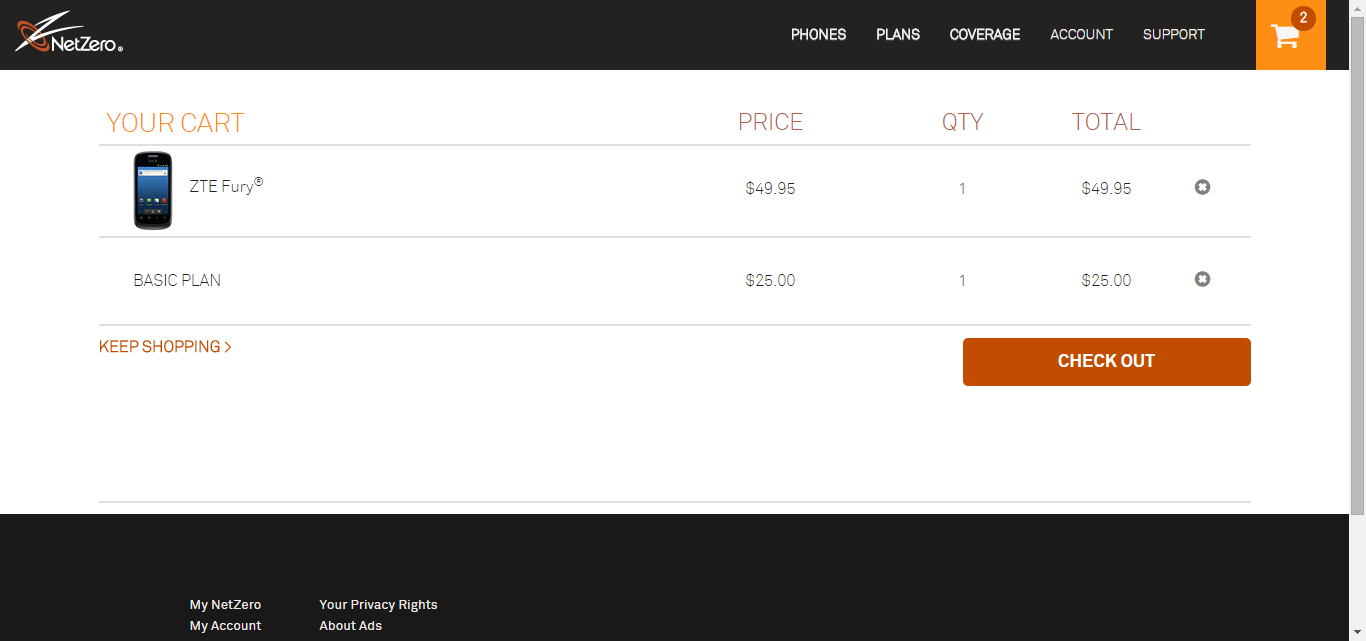 NetZero®
PHONES PLANS COVERAGE ACCOUNT SUPPORT 2
YOUR CART PRICE QTY TOTAL
ZTE Fury® $49.95 1 $49.95
BASIC PLAN $25.00 1 $25.00
KEEP SHOPPING >
CHECK OUT
My NetZero Your Privacy Rights
My Account About Ads